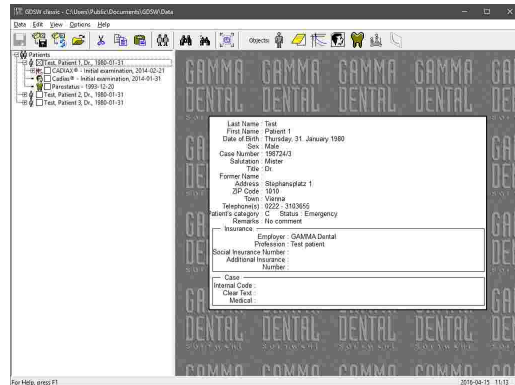 GDSW classic - C:\Users\Public\Documents\GDSW\Data
Data Edit View Options Help
Objects:
Patients
Test, Patient 1, Dr., 1980-01-31
CADIAX® - Initial examination, 2014-02-21
Cadias® - Initial examination, 2014-01-31
Parostatus - 1993-12-20
Test, Patient 2, Dr., 1980-01-31
Test, Patient 3, Dr., 1980-01-31
GAMMA DENTAL SOFTWARE
Last Name : Test
First Name : Patient 1
Date of Birth : Thursday, 31. January 1980
Sex : Male
Case Number : 198724/3
Salutation : Mister
Title : Dr.
Former Name
Address : Stephansplatz 1
ZIP Code : 1010
Town : Vienna
Telephone(s) : 0222 - 3103655
Patient's category C Status : Emergency
Remarks : No comment
Insurance
Employer : GAMMA Dental
Profession : Test patient
Social Insurance Number :
Additional Insurance :
Number :
Case
Internal Code :
Clear Text :
Medical :
For Help, press F1
2016-04-15 11:13